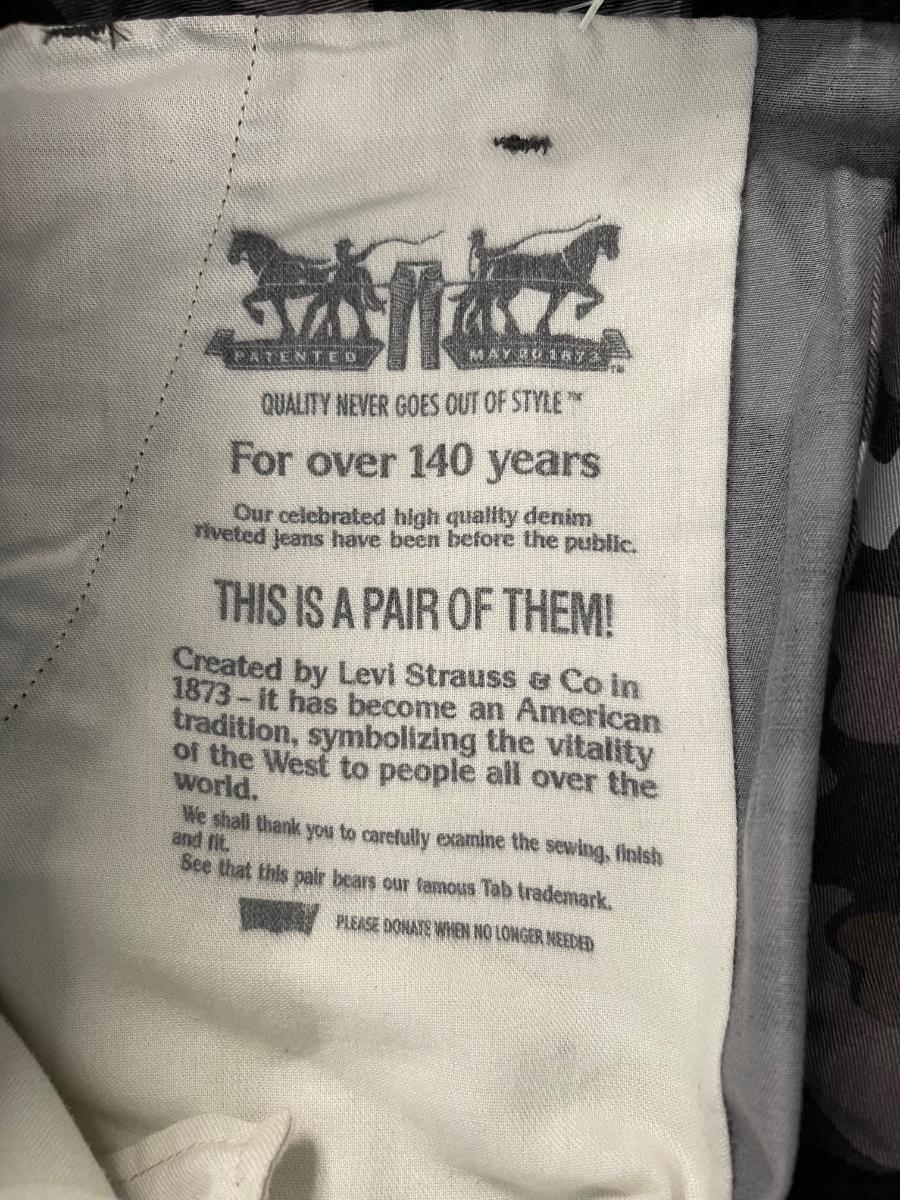 PATENTED MAY 20 1873 ™
QUALITY NEVER GOES OUT OF STYLE™
For over 140 years
Our celebrated high quality denim
riveted jeans have been before the public.
THIS IS A PAIR OF THEM!
Created by Levi Strauss & Co in
1873 – it has become an American
tradition, symbolizing the vitality
of the West to people all over the
world.
We shall thank you to carefully examine the sewing, finish
and fit.
See that this pair bears our famous Tab trademark.
PLEASE DONATE WHEN NO LONGER NEEDED